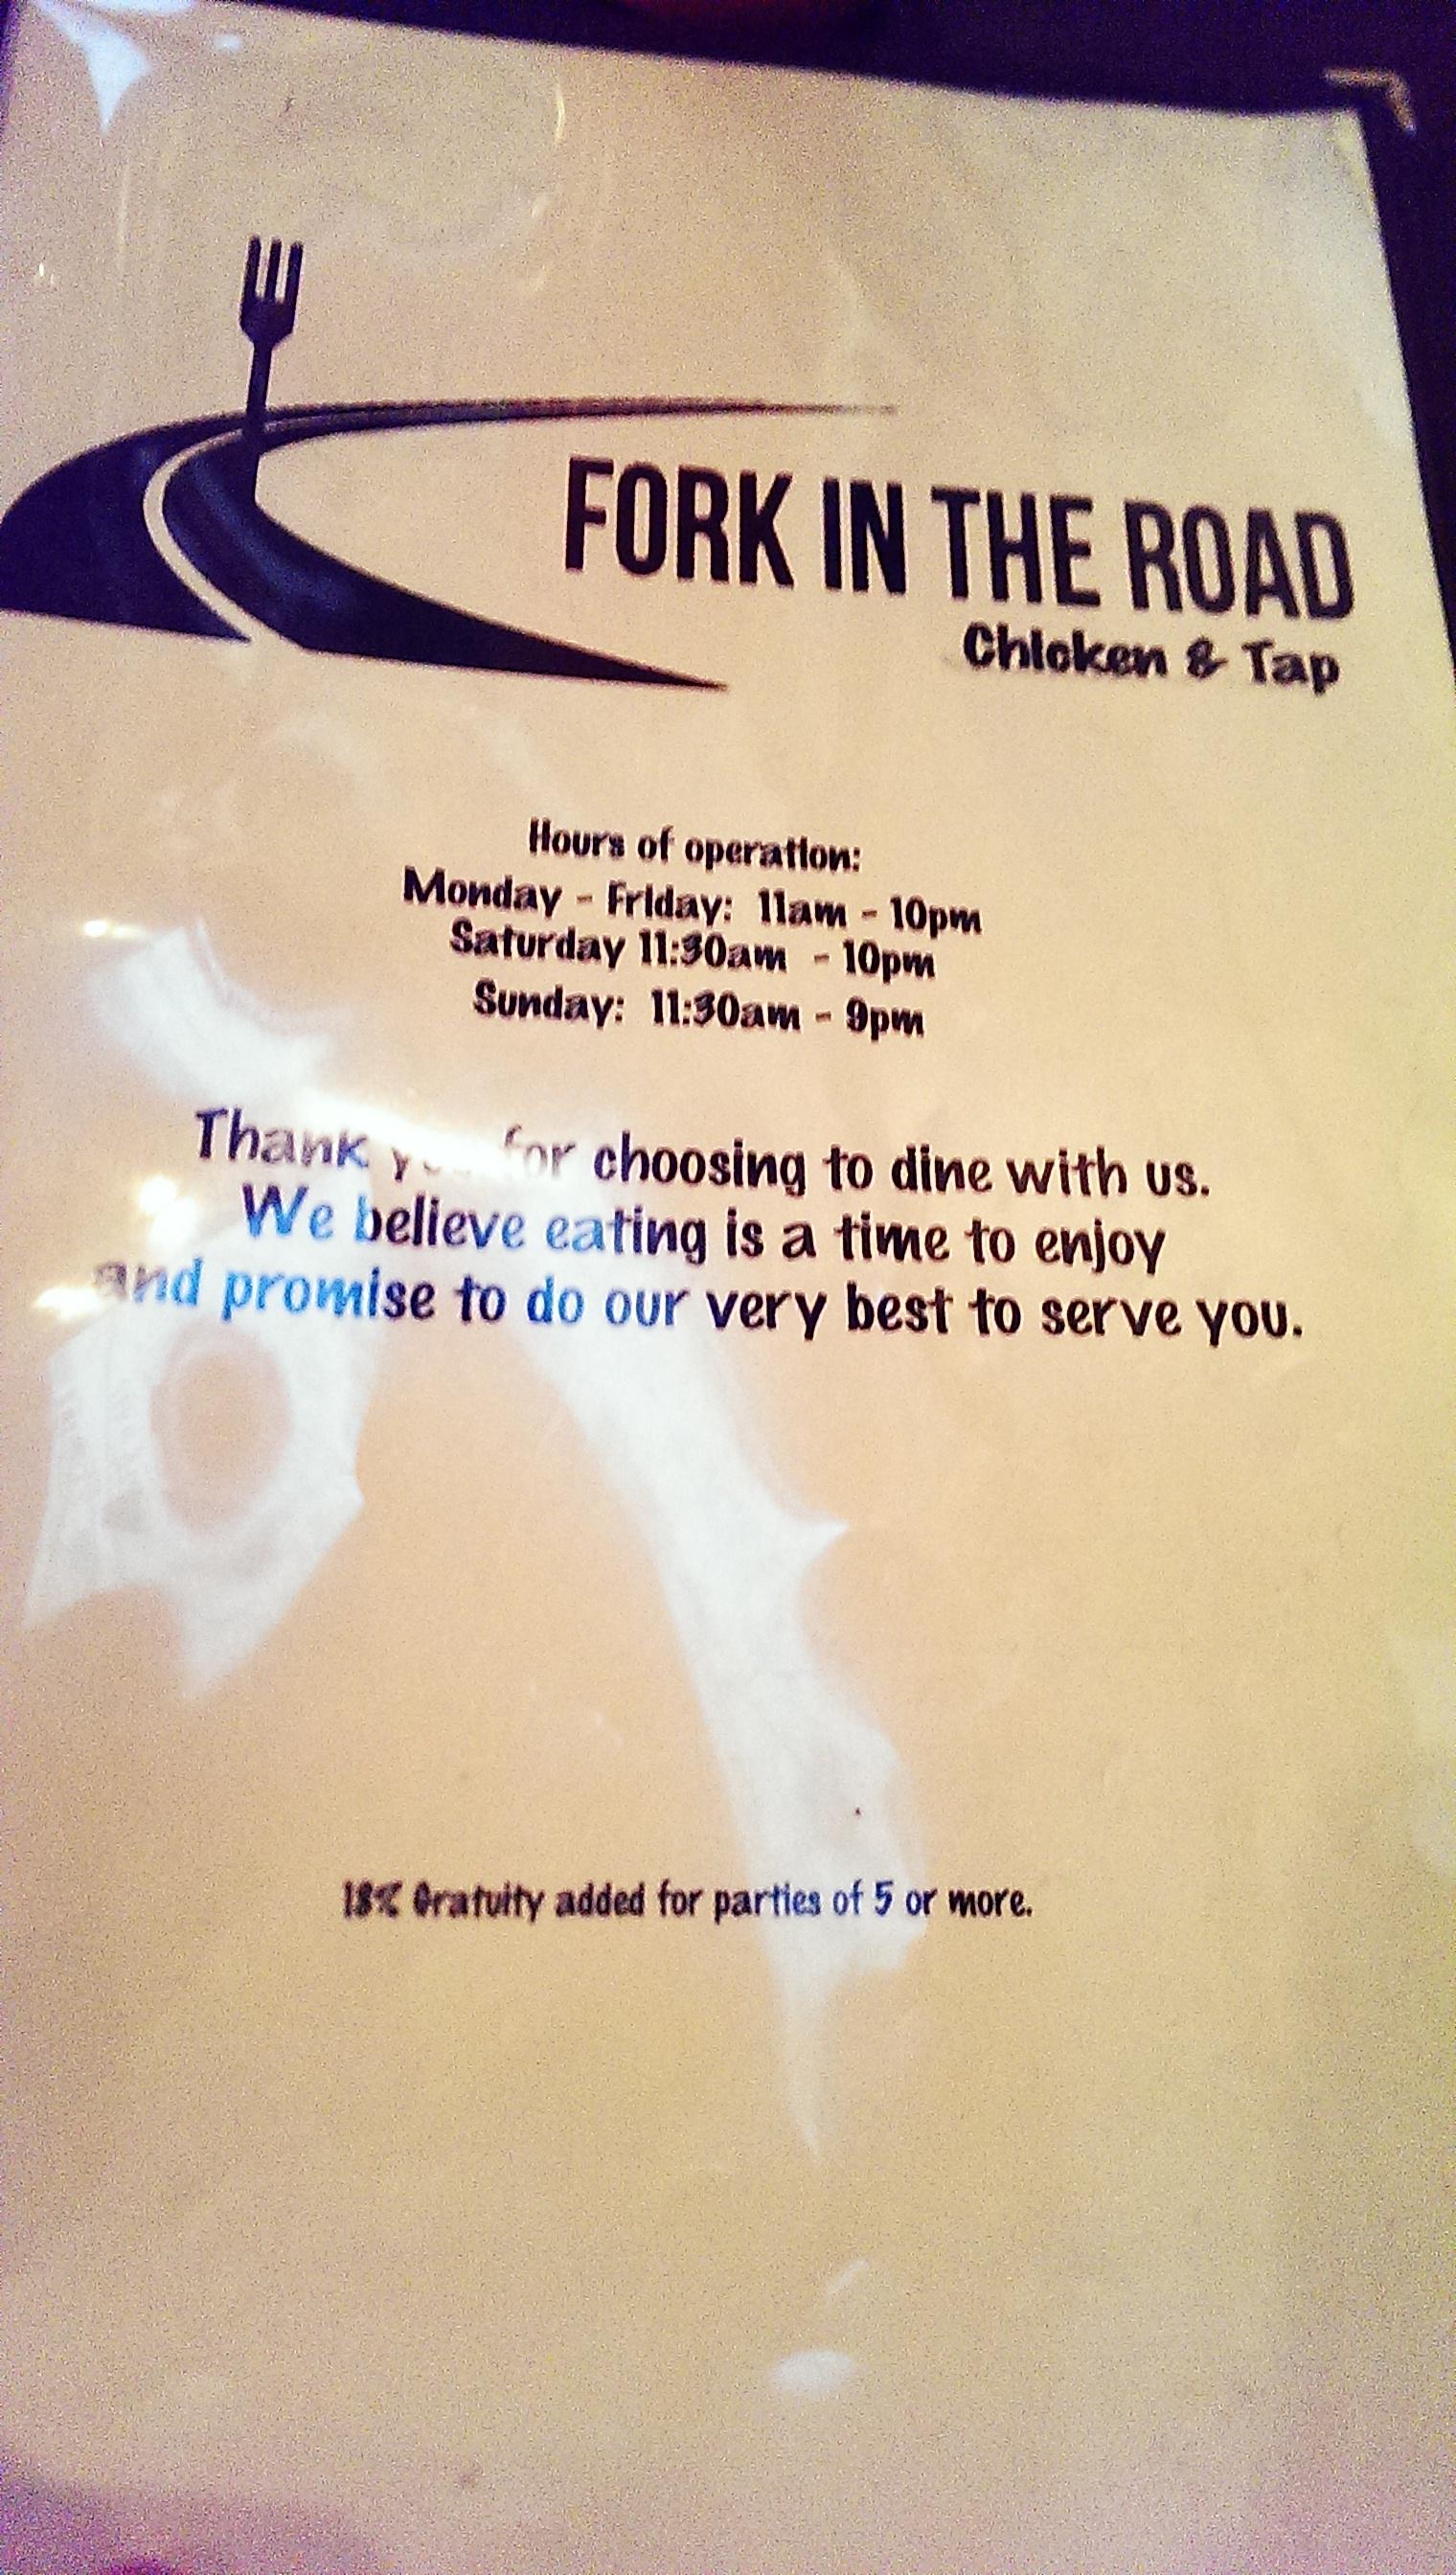 FORK IN THE ROAD
Chicken & Tap
Hours of operation:
Monday - Friday: 11am - 10pm
Saturday 11:30am - 10pm
Sunday: 11:30am - 9pm
Thank you for choosing to dine with us.
We believe eating is a time to enjoy
and promise to do our very best to serve you.
18% Gratuity added for parties of 5 or more.